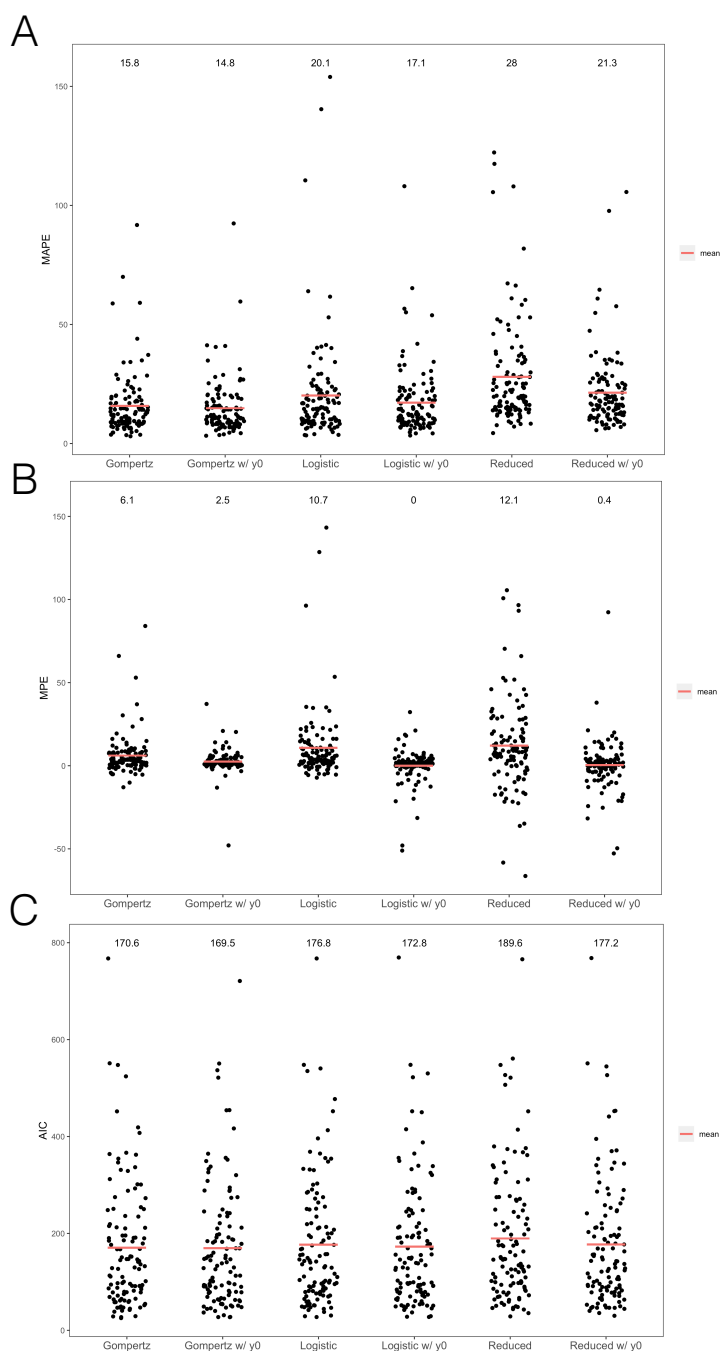 A
15.8 14.8 20.1 17.1 28 21.3
150
100
MAPE
mean
50
0
Gompertz Gompertz w/ y0 Logistic Logistic w/ y0 Reduced Reduced w/ y0
B
6.1 2.5 10.7 0 12.1 0.4
150
100
MPE
mean
50
0
-50
Gompertz Gompertz w/ y0 Logistic Logistic w/ y0 Reduced Reduced w/ y0
C
800
170.6 169.5 176.8 172.8 189.6 177.2
600
AIC
mean
400
200
0
Gompertz Gompertz w/ y0 Logistic Logistic w/ y0 Reduced Reduced w/ y0